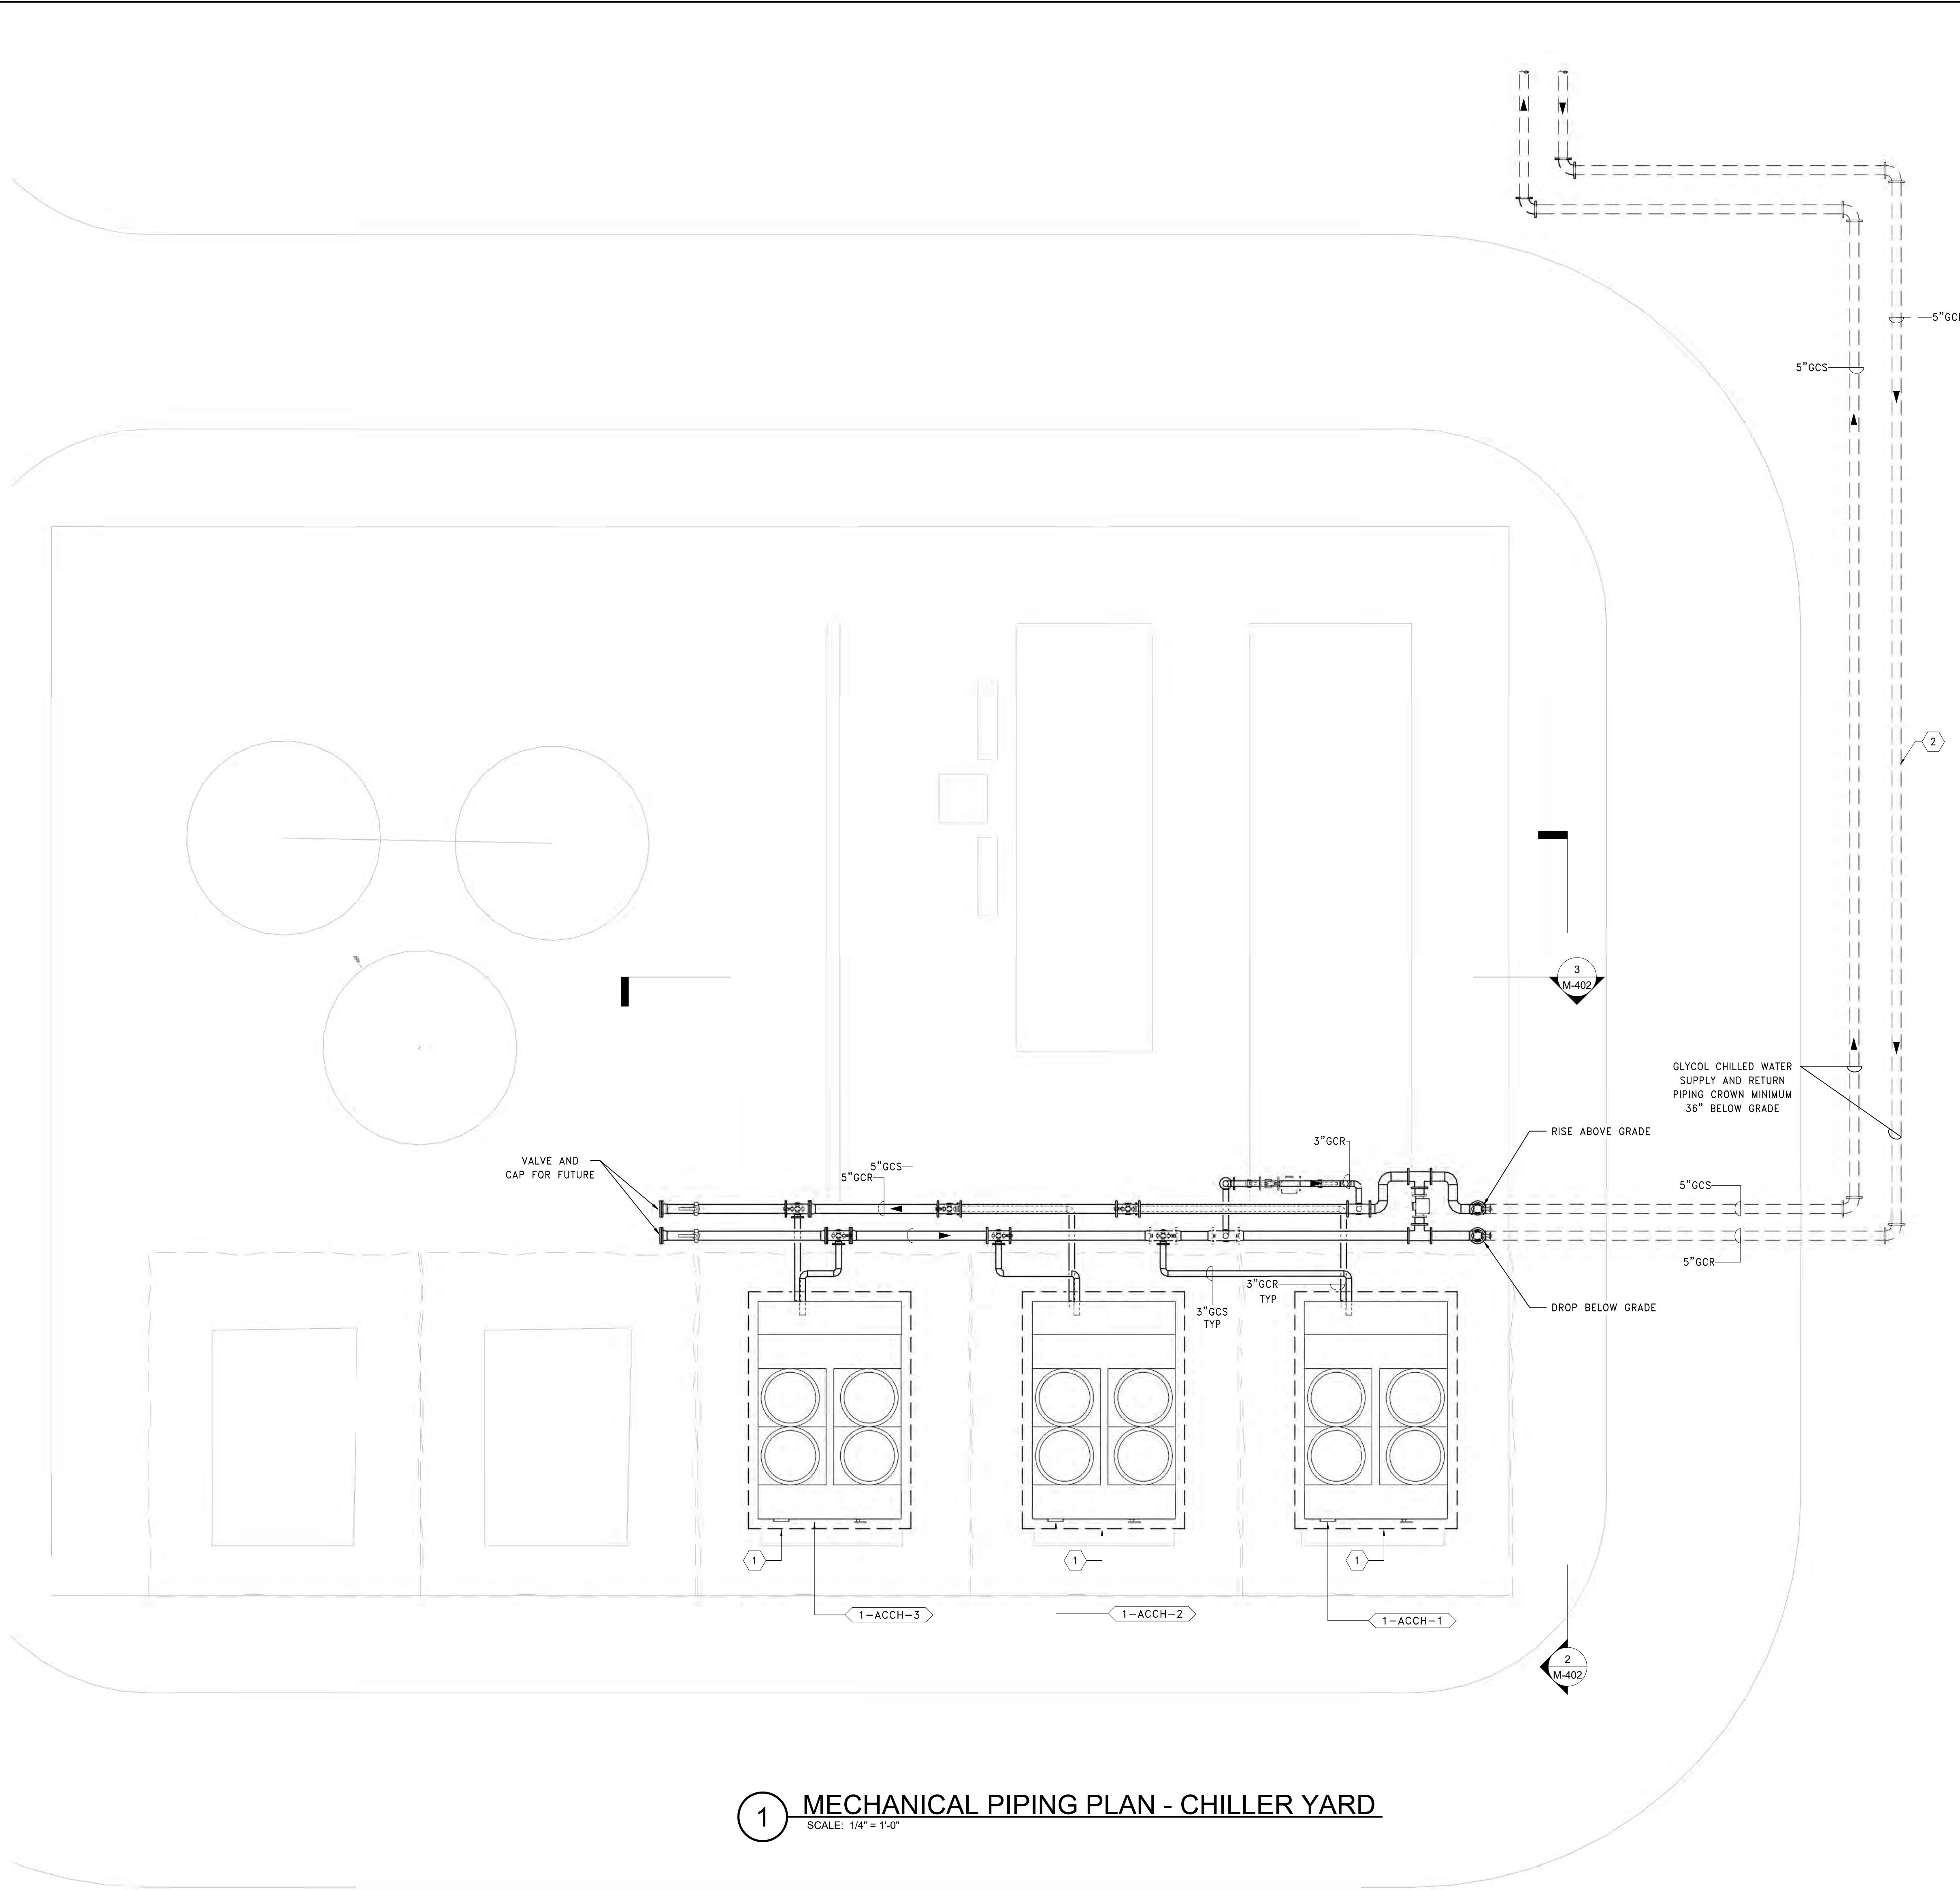 5"GC
5"GCS
2
3
M-402
GLYCOL CHILLED WATER
SUPPLY AND RETURN
PIPING CROWN MINIMUM
36" BELOW GRADE
RISE ABOVE GRADE
3"GCR
VALVE AND
CAP FOR FUTURE
5"GCS
5"GCR
5"GCS
5"GCR
3"GCR
TYP
3"GCS
TYP
DROP BELOW GRADE
1
1
1
1-ACCH-3
1-ACCH-2
1-ACCH-1
2
M-402
1
MECHANICAL PIPING PLAN - CHILLER YARD
SCALE: 1/4" = 1'-0"